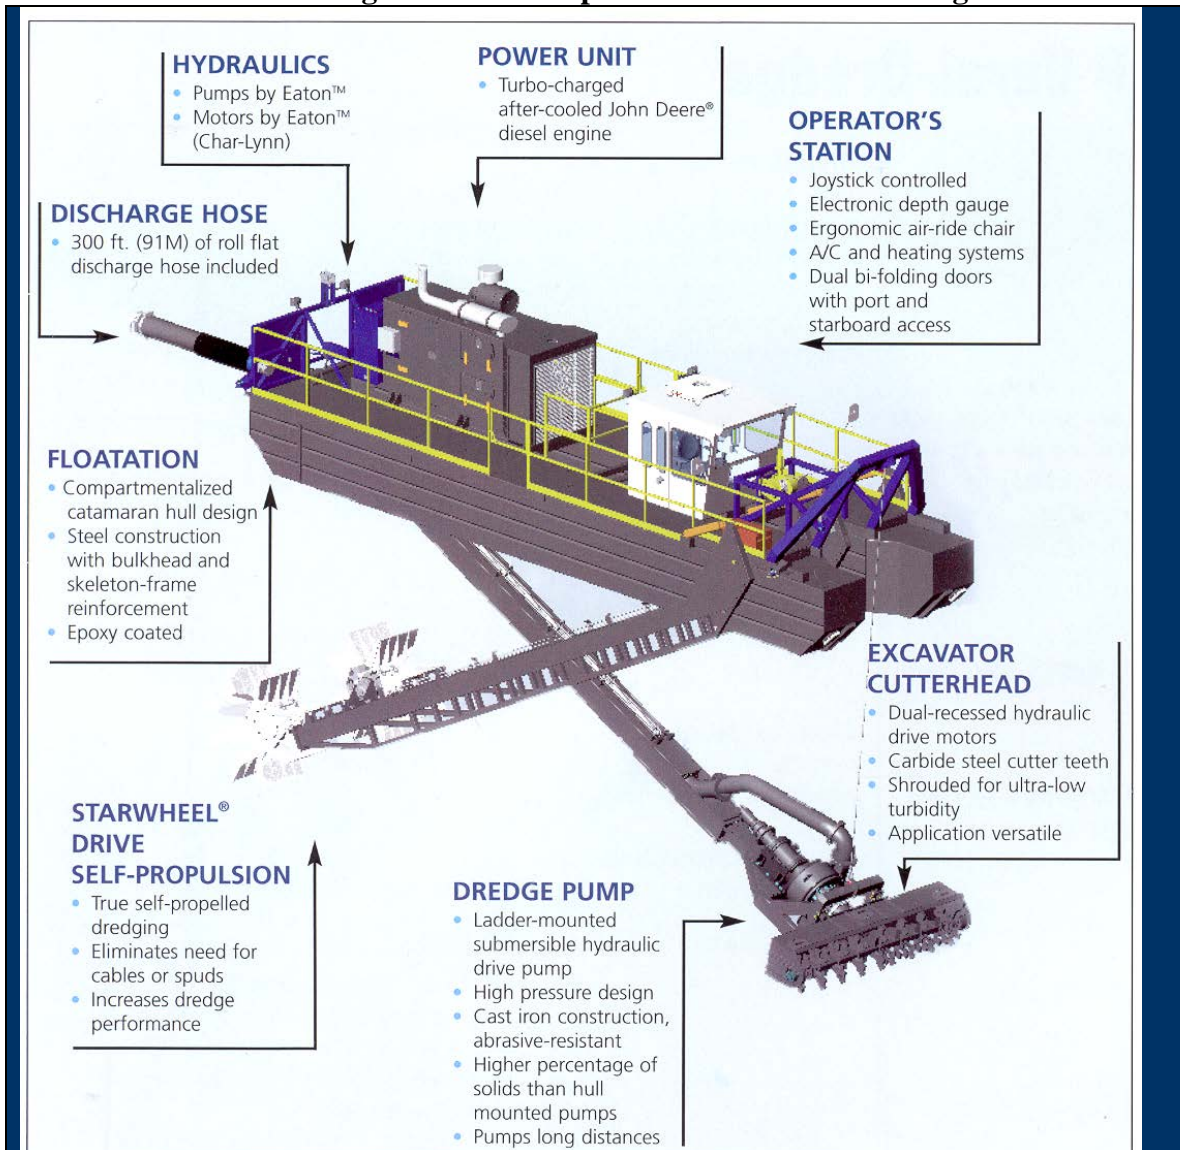 HYDRAULICS
• Pumps by Eaton™
• Motors by Eaton™
(Char-Lynn)
POWER UNIT
• Turbo-charged
after-cooled John Deere®
diesel engine
OPERATOR'S
STATION
• Joystick controlled
• Electronic depth gauge
• Ergonomic air-ride chair
• A/C and heating systems
• Dual bi-folding doors
with port and
starboard access
DISCHARGE HOSE
• 300 ft. (91M) of roll flat
discharge hose included
FLOATATION
• Compartmentalized
catamaran hull design
• Steel construction
with bulkhead and
skeleton-frame
reinforcement
• Epoxy coated
EXCAVATOR
CUTTERHEAD
• Dual-recessed hydraulic
drive motors
• Carbide steel cutter teeth
• Shrouded for ultra-low
turbidity
• Application versatile
STARWHEEL®
DRIVE
SELF-PROPULSION
• True self-propelled
dredging
• Eliminates need for
cables or spuds
• Increases dredge
performance
DREDGE PUMP
• Ladder-mounted
submersible hydraulic
drive pump
• High pressure design
• Cast iron construction,
abrasive-resistant
• Higher percentage of
solids than hull
mounted pumps
• Pumps long distances